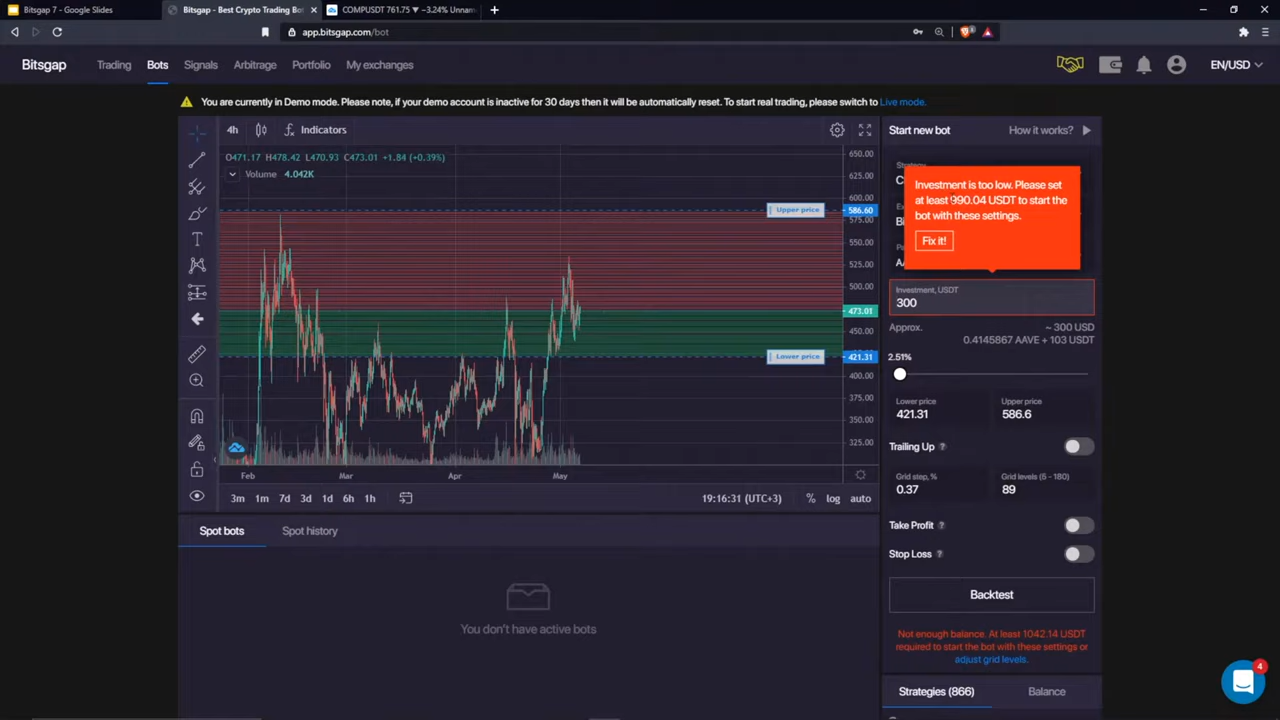 Bitsgap 7 - Google Slides
Bitsgap - Best Crypto Trading Bo
COMPUSDT 761.75 ▼ −3.24% Unnam
app.bitsgap.com/bot
Bitsgap
Trading
Bots
Signals
Arbitrage
Portfolio
My exchanges
EN/USD
You are currently in Demo mode. Please note, if your demo account is inactive for 30 days then it will be automatically reset. To start real trading, please switch to Live mode.
4h
Indicators
Start new bot
How it works?
O471.17 H478.42 L470.93 C473.01 +1.84 (+0.39%)
Volume 4.042K
650.00
625.00
600.00
Upper price
586.60
575.00
550.00
525.00
500.00
473.01
450.00
Lower price
421.31
400.00
375.00
350.00
325.00
Feb
Mar
Apr
May
3m
1m
7d
3d
1d
6h
1h
19:16:31 (UTC+3)
%
log
auto
Investment is too low. Please set
at least 990.04 USDT to start the
bot with these settings.
Fix it!
Investment, USDT
300
Approx.
~ 300 USD
0.4145867 AAVE + 103 USDT
2.51%
Lower price
421.31
Upper price
586.6
Trailing Up ?
Grid step, %
0.37
Grid levels (5 - 180)
89
Take Profit ?
Stop Loss ?
Backtest
Not enough balance. At least 1042.14 USDT
required to start the bot with these settings or
adjust grid levels.
Strategies (866)
Balance
Spot bots
Spot history
You don't have active bots
4